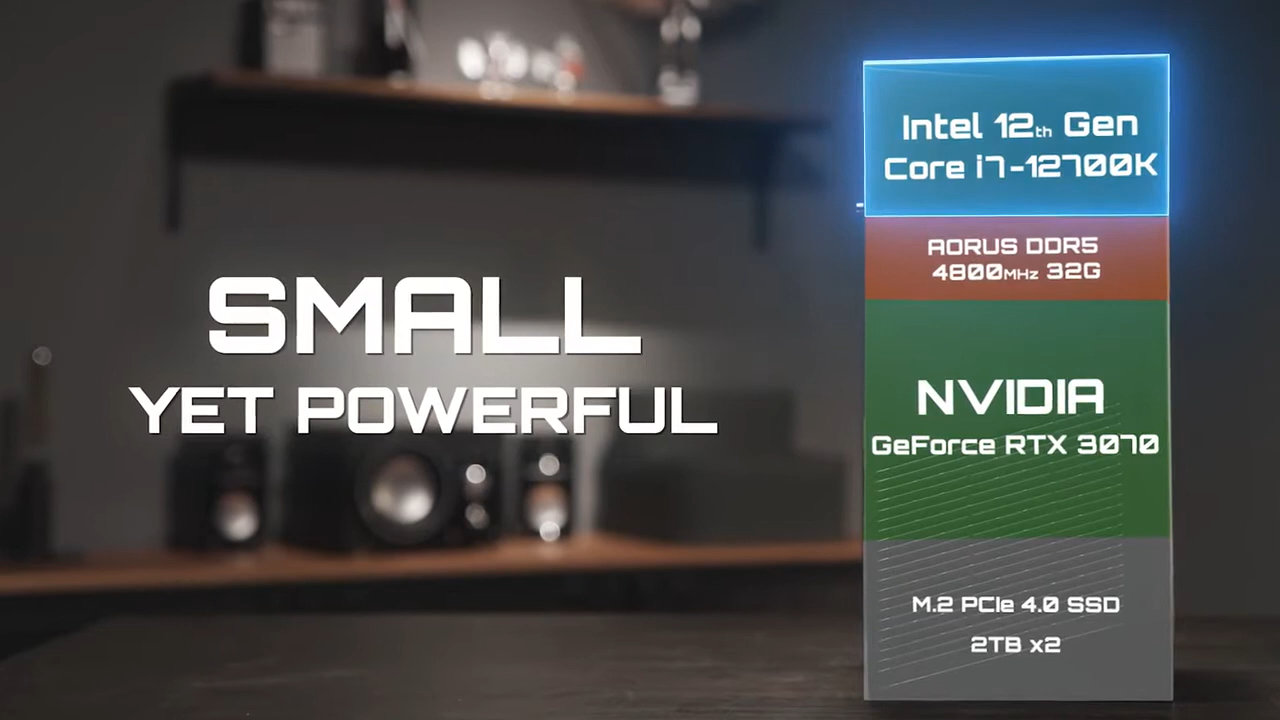 SMALL
YET POWERFUL
Intel 12th Gen
Core i7-12700K
AORUS DDR5
4800MHz 32G
NVIDIA
GeForce RTX 3070
M.2 PCIe 4.0 SSD
2TB x2